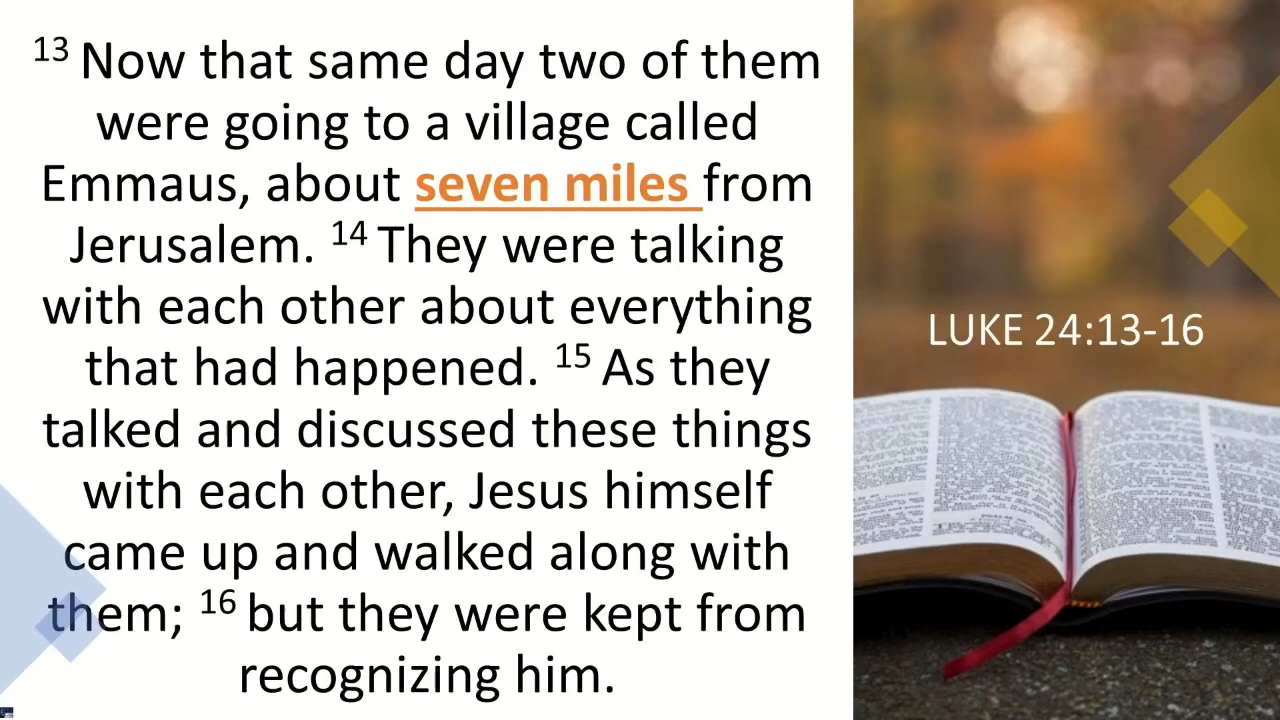 13 Now that same day two of them
were going to a village called
Emmaus, about seven miles from
Jerusalem. 14 They were talking
with each other about everything
that had happened. 15 As they
talked and discussed these things
with each other, Jesus himself
came up and walked along with
them; 16 but they were kept from
recognizing him.
LUKE 24:13-16